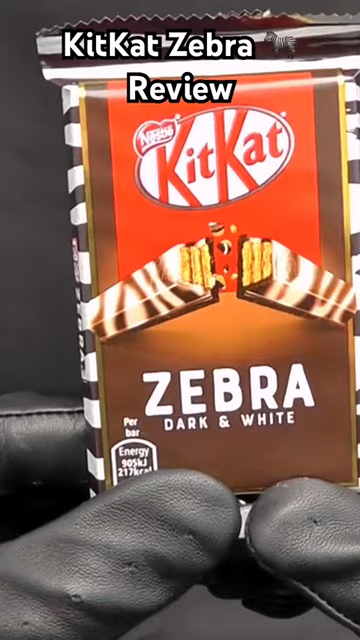 KitKat Zebra 🦓
Review
Nestlé
KitKat
ZEBRA
DARK & WHITE
Per
bar
Energy
905kJ
217kcal